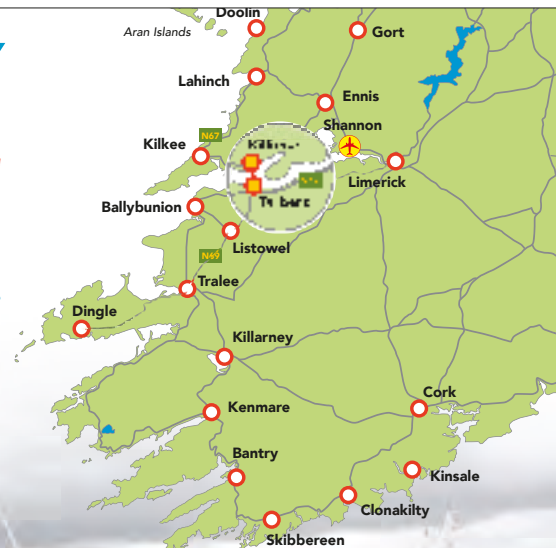 Doolin
Aran Islands
Gort
Lahinch
Ennis
Shannon
N67
Kilkee
Limerick
Ballybunion
Listowel
N69
Tralee
Dingle
Killarney
Cork
Kenmare
Bantry
Kinsale
Clonakilty
Skibbereen